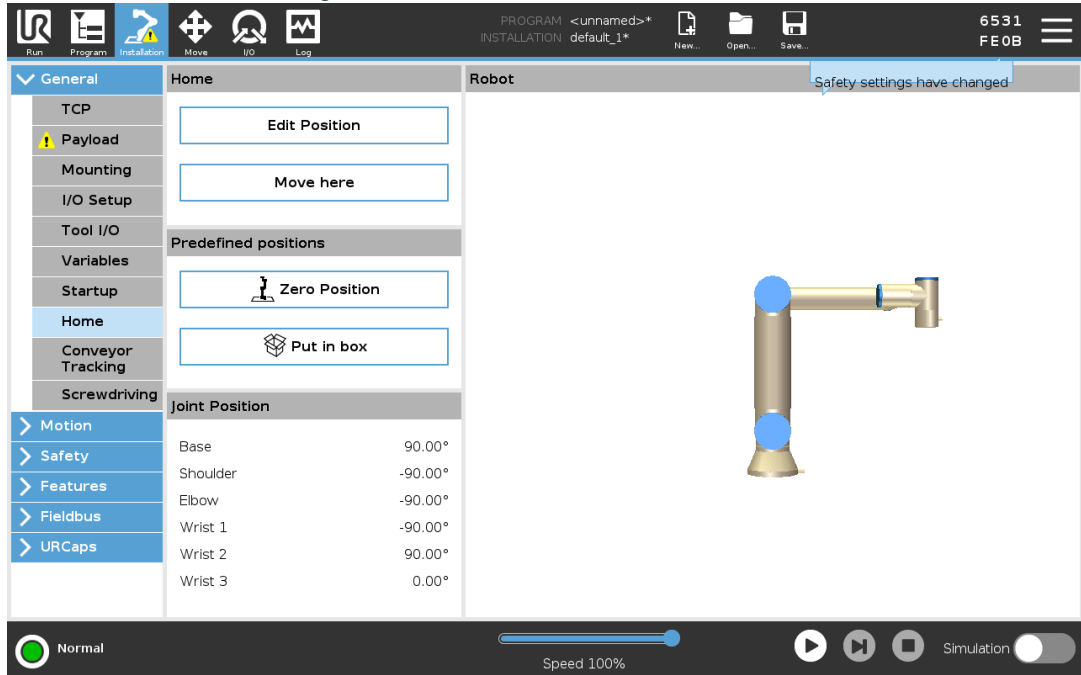 PROGRAM <unnamed>*
INSTALLATION default_1*
UR
Run
Program
Installation
Move
I/O
Log
New...
Open...
Save...
6531
FE0B
Safety settings have changed
General
TCP
Payload
Mounting
I/O Setup
Tool I/O
Variables
Startup
Home
Conveyor
Tracking
Screwdriving
Motion
Safety
Features
Fieldbus
URCaps
Home
Edit Position
Move here
Predefined positions
Zero Position
Put in box
Joint Position
Base 90.00°
Shoulder -90.00°
Elbow -90.00°
Wrist 1 -90.00°
Wrist 2 90.00°
Wrist 3 0.00°
Robot
Normal
Speed 100%
Simulation